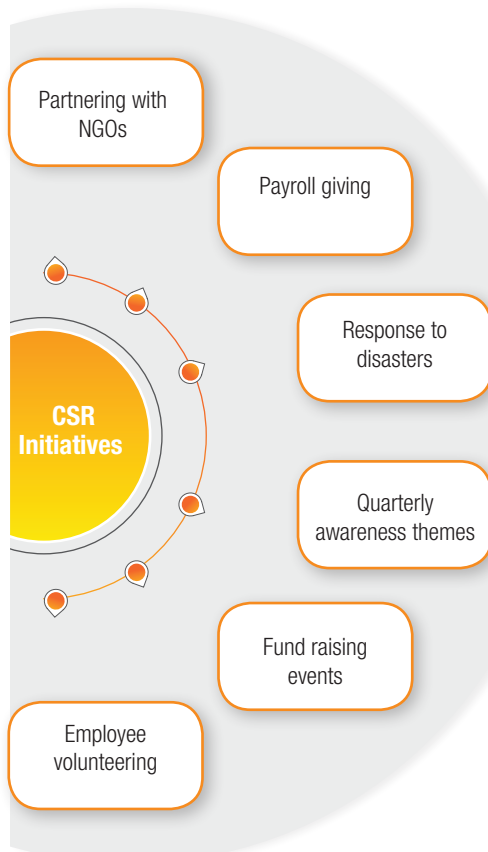 Partnering with
NGOs
Payroll giving
Response to
disasters
CSR
Initiatives
Quarterly
awareness themes
Fund raising
events
Employee
volunteering